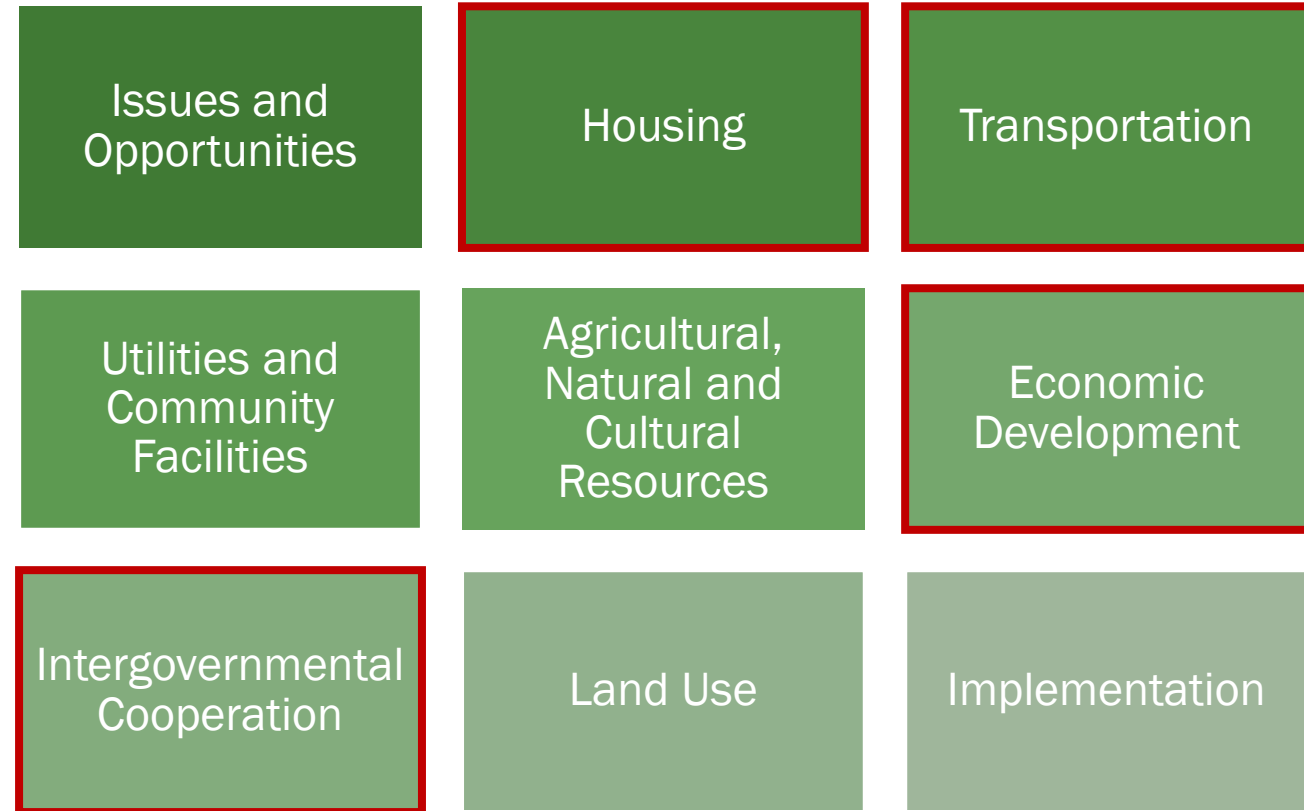 Issues and
Opportunities
Housing
Transportation
Utilities and
Community
Facilities
Agricultural,
Natural and
Cultural
Resources
Economic
Development
Intergovernmental
Cooperation
Land Use
Implementation